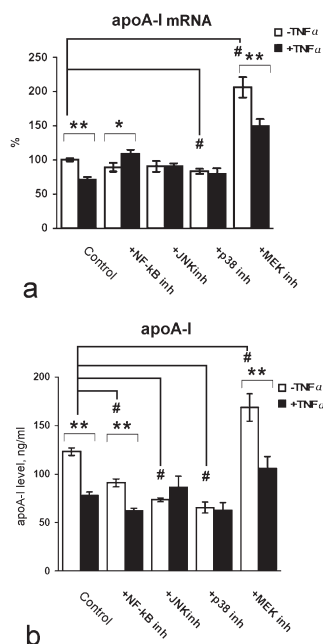 apoA-I mRNA
-TNFα
+TNFα
#
**
250
200
150
100
50
0
%
** * #
Control
+NF-kB inh
+JNKinh
+p38 inh
+MEK inh
a
apoA-I
-TNFα
+TNFα
#
**
200
150
100
50
0
apoA-I level, ng/ml
#
** **
# #
Control
+NF-kB inh
+JNKinh
+p38 inh
+MEK inh
b